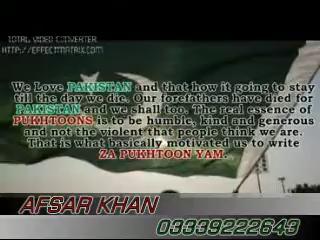 TOTAL VIDEO CONVERTER
HTTP://EFFECTMATRIX.COM
We Love PAKISTAN and that how it going to stay
till the day we die. Our forefathers have died for
PAKISTAN and we shall too. The real essence of
PUKHTOONS is to be humble, kind and generous
and not the violent that people think we are.
That is what basically motivated us to write
ZA PUKHTOON YAM.
AFSAR KHAN
03339222643